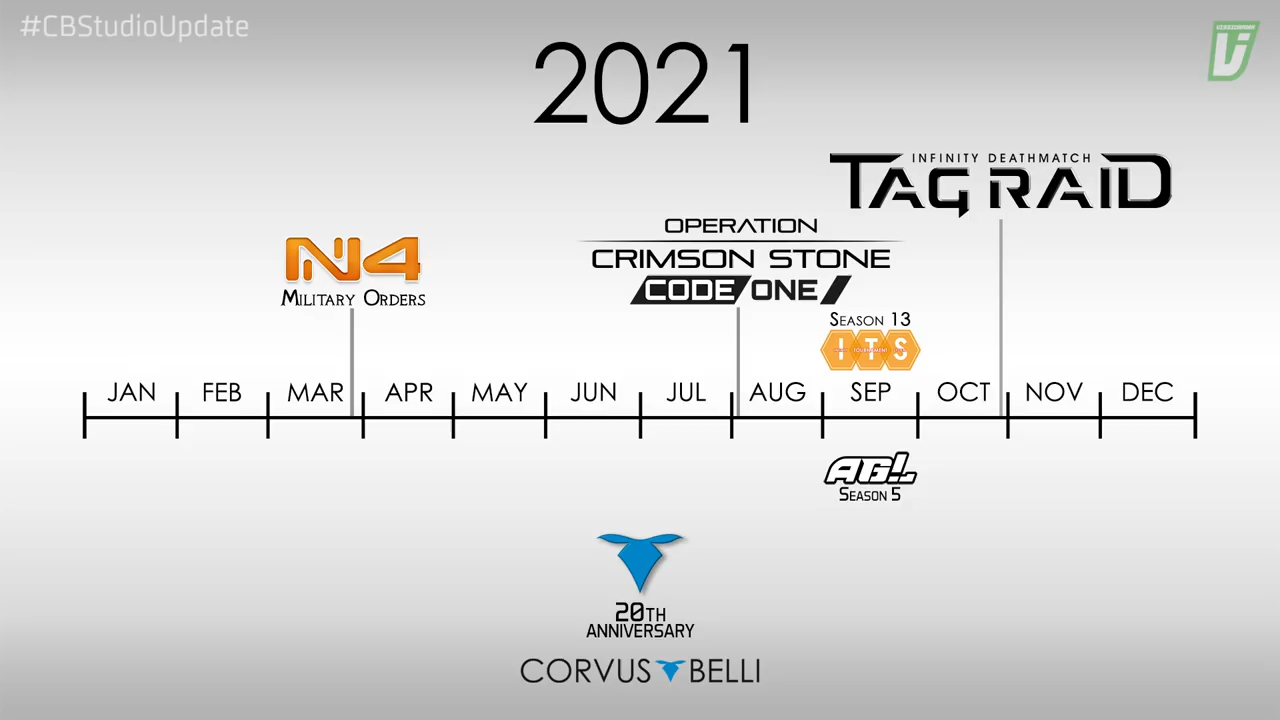 #CBStudioUpdate
2021
INFINITY DEATHMATCH
TAG RAID
OPERATION
CRIMSON STONE
CODE ONE
N4
MILITARY ORDERS
SEASON 13
ITS
TOURNAMENT
JAN FEB MAR APR MAY JUN JUL AUG SEP OCT NOV DEC
AG!
SEASON 5
20TH
ANNIVERSARY
CORVUS BELLI